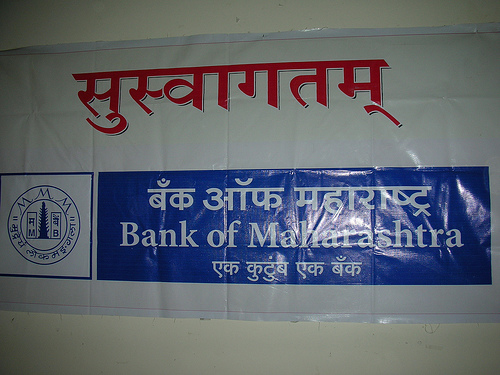 सुस्वागतम्
बँक ऑफ महाराष्ट्र
Bank of Maharashtra
एक कुटुंब एक बँक